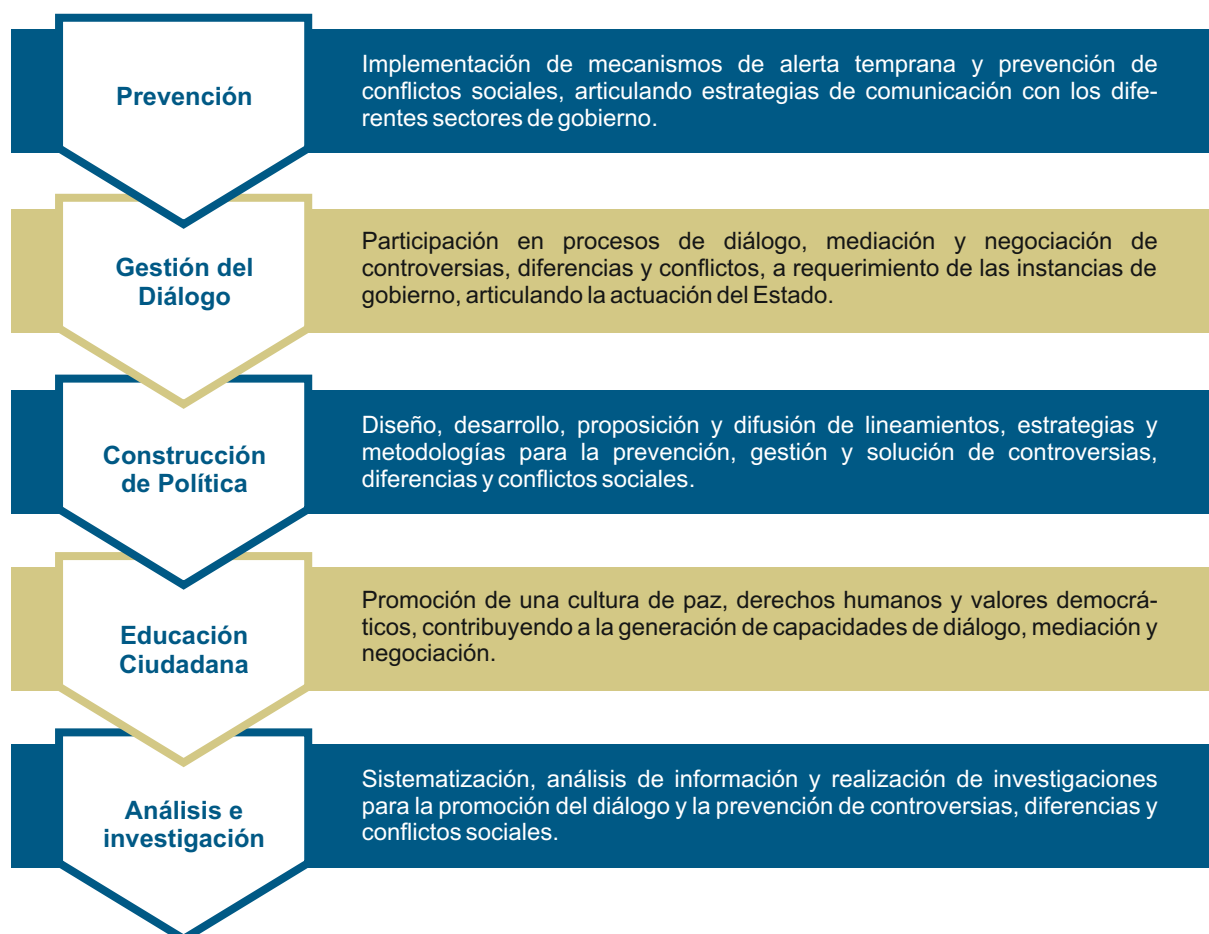 Prevención
Implementación de mecanismos de alerta temprana y prevención de
conflictos sociales, articulando estrategias de comunicación con los dife-
rentes sectores de gobierno.
Gestión del
Diálogo
Participación en procesos de diálogo, mediación y negociación de
controversias, diferencias y conflictos, a requerimiento de las instancias de
gobierno, articulando la actuación del Estado.
Construcción
de Política
Diseño, desarrollo, proposición y difusión de lineamientos, estrategias y
metodologías para la prevención, gestión y solución de controversias,
diferencias y conflictos sociales.
Educación
Ciudadana
Promoción de una cultura de paz, derechos humanos y valores democrá-
ticos, contribuyendo a la generación de capacidades de diálogo, mediación y
negociación.
Análisis e
investigación
Sistematización, análisis de información y realización de investigaciones
para la promoción del diálogo y la prevención de controversias, diferencias y
conflictos sociales.